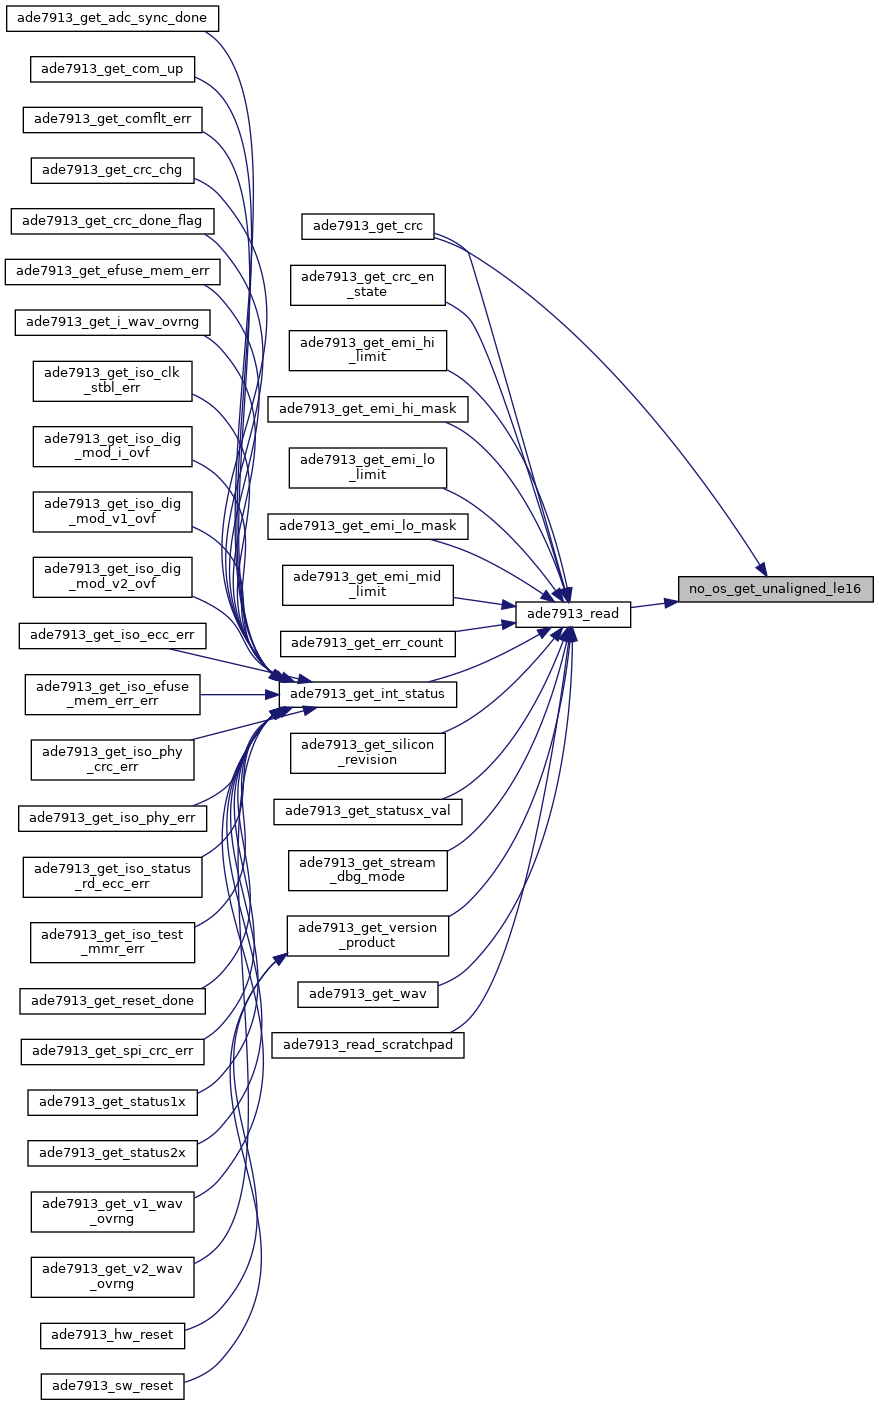 ade7913_get_adc_sync_done
ade7913_get_com_up
ade7913_get_comflt_err
ade7913_get_crc_chg
ade7913_get_crc_done_flag
ade7913_get_efuse_mem_err
ade7913_get_i_wav_ovrng
ade7913_get_iso_clk
_stbl_err
ade7913_get_iso_dig
_mod_i_ovf
ade7913_get_iso_dig
_mod_v1_ovf
ade7913_get_iso_dig
_mod_v2_ovf
ade7913_get_iso_ecc_err
ade7913_get_iso_efuse
_mem_err_err
ade7913_get_iso_phy
_crc_err
ade7913_get_iso_phy_err
ade7913_get_iso_status
_rd_ecc_err
ade7913_get_iso_test
_mmr_err
ade7913_get_reset_done
ade7913_get_spi_crc_err
ade7913_get_status1x
ade7913_get_status2x
ade7913_get_v1_wav
_ovrng
ade7913_get_v2_wav
_ovrng
ade7913_hw_reset
ade7913_sw_reset
ade7913_get_crc
ade7913_get_crc_en
_state
ade7913_get_emi_hi
_limit
ade7913_get_emi_hi_mask
ade7913_get_emi_lo
_limit
ade7913_get_emi_lo_mask
ade7913_get_emi_mid
_limit
ade7913_get_err_count
ade7913_get_int_status
ade7913_get_silicon
_revision
ade7913_get_statusx_val
ade7913_get_stream
_dbg_mode
ade7913_get_version
_product
ade7913_get_wav
ade7913_read_scratchpad
ade7913_read
no_os_get_unaligned_le16